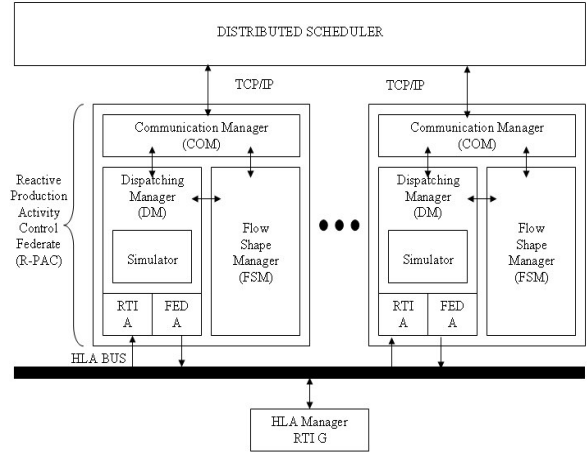 DISTRIBUTED SCHEDULER
TCP/IP
TCP/IP
Reactive
Production
Activity
Control
Federate
(R-PAC)
Communication Manager
(COM)
Dispatching
Manager
(DM)
Simulator
Flow
Shape
Manager
(FSM)
RTI
A
FED
A
Communication Manager
(COM)
Dispatching
Manager
(DM)
Simulator
Flow
Shape
Manager
(FSM)
RTI
A
FED
A
HLA BUS
HLA Manager
RTI G